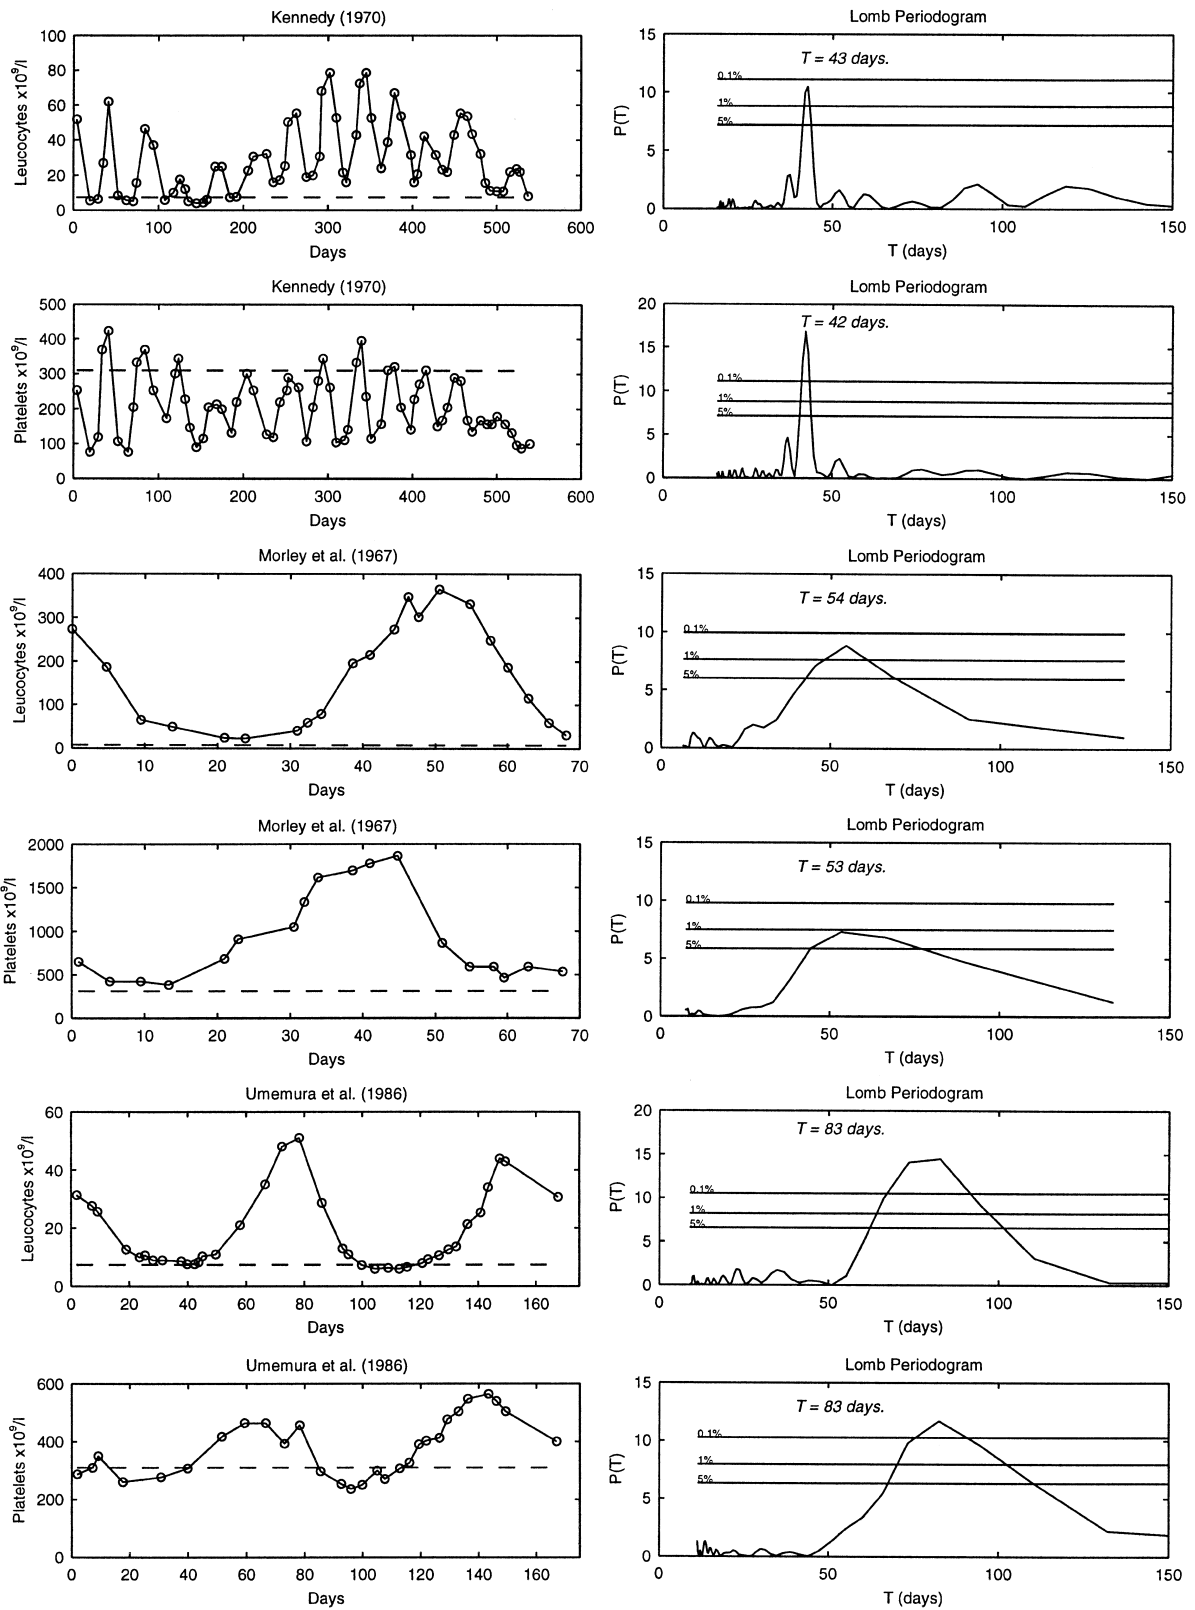 Kennedy (1970)
Leucocytes x10⁹/l
100
80
60
40
20
0
0 100 200 300 400 500 600
Days
Lomb Periodogram
P(T)
15
10
5
0
T = 43 days.
0.1%
1%
5%
0 50 100 150
T (days)
Kennedy (1970)
Platelets x10⁹/l
500
400
300
200
100
0
0 100 200 300 400 500 600
Days
Lomb Periodogram
P(T)
20
15
10
5
0
T = 42 days.
0.1%
1%
5%
0 50 100 150
T (days)
Morley et al. (1967)
Leucocytes x10⁹/l
400
300
200
100
0
0 10 20 30 40 50 60 70
Days
Lomb Periodogram
P(T)
15
10
5
0
T = 54 days.
0.1%
1%
5%
0 50 100 150
T (days)
Morley et al. (1967)
Platelets x10⁹/l
2000
1500
1000
500
0
0 10 20 30 40 50 60 70
Days
Lomb Periodogram
P(T)
15
10
5
0
T = 53 days.
0.1%
1%
5%
0 50 100 150
T (days)
Umemura et al. (1986)
Leucocytes x10⁹/l
60
40
20
0
0 20 40 60 80 100 120 140 160
Days
Lomb Periodogram
P(T)
20
15
10
5
0
T = 83 days.
0.1%
1%
5%
0 50 100 150
T (days)
Umemura et al. (1986)
Platelets x10⁹/l
600
400
200
0
0 20 40 60 80 100 120 140 160
Days
Lomb Periodogram
P(T)
15
10
5
0
T = 83 days.
0.1%
1%
5%
0 50 100 150
T (days)